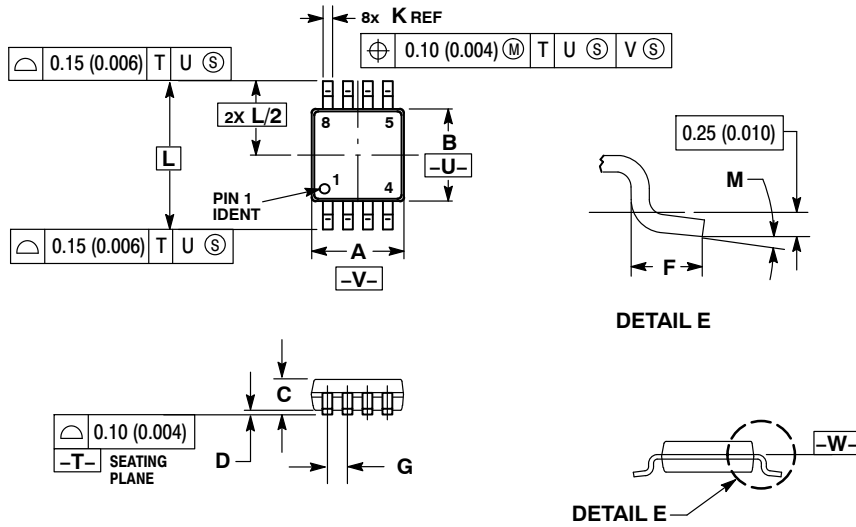 8x K REF
⌓ 0.15 (0.006) T U Ⓢ
⌖ 0.10 (0.004) Ⓜ T U Ⓢ V Ⓢ
2X L/2
8 5
B
–U–
L
0.25 (0.010)
M
PIN 1
IDENT
1
4
⌓ 0.15 (0.006) T U Ⓢ
A
–V–
F
DETAIL E
C
⌓ 0.10 (0.004)
–T– SEATING
PLANE
D
G
–W–
DETAIL E